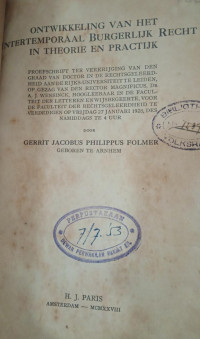 ONTWIKKELING VAN HET
INTERTEMPORAAL BURGERLIJK RECHT
IN THEORIE EN PRACTIJK
PROEFSCHRIFT TER VERKRIJGING VAN DEN
GRAAD VAN DOCTOR IN DE RECHTSGELEERD-
HEID AAN DE RIJKS-UNIVERSITEIT TE LEIDEN,
OP GEZAG VAN DEN RECTOR MAGNIFICUS, DR
A. J. WENSINCK, HOOGLEERAAR IN DE FACUL-
TEIT DER LETTEREN EN WIJSBEGEERTE, VOOR
DE FACULTEIT DER RECHTSGELEERDHEID TE
VERDEDIGEN OP VRIJDAG 27 JANUARI 1928, DES
NAMIDDAGS TE 4 UUR
DOOR
GERRIT JACOBUS PHILIPPUS FOLMER
GEBOREN TE ARNHEM
PERPUSTAKAAN
7/7 53
H. J. PARIS
AMSTERDAM — MCMXXVIII